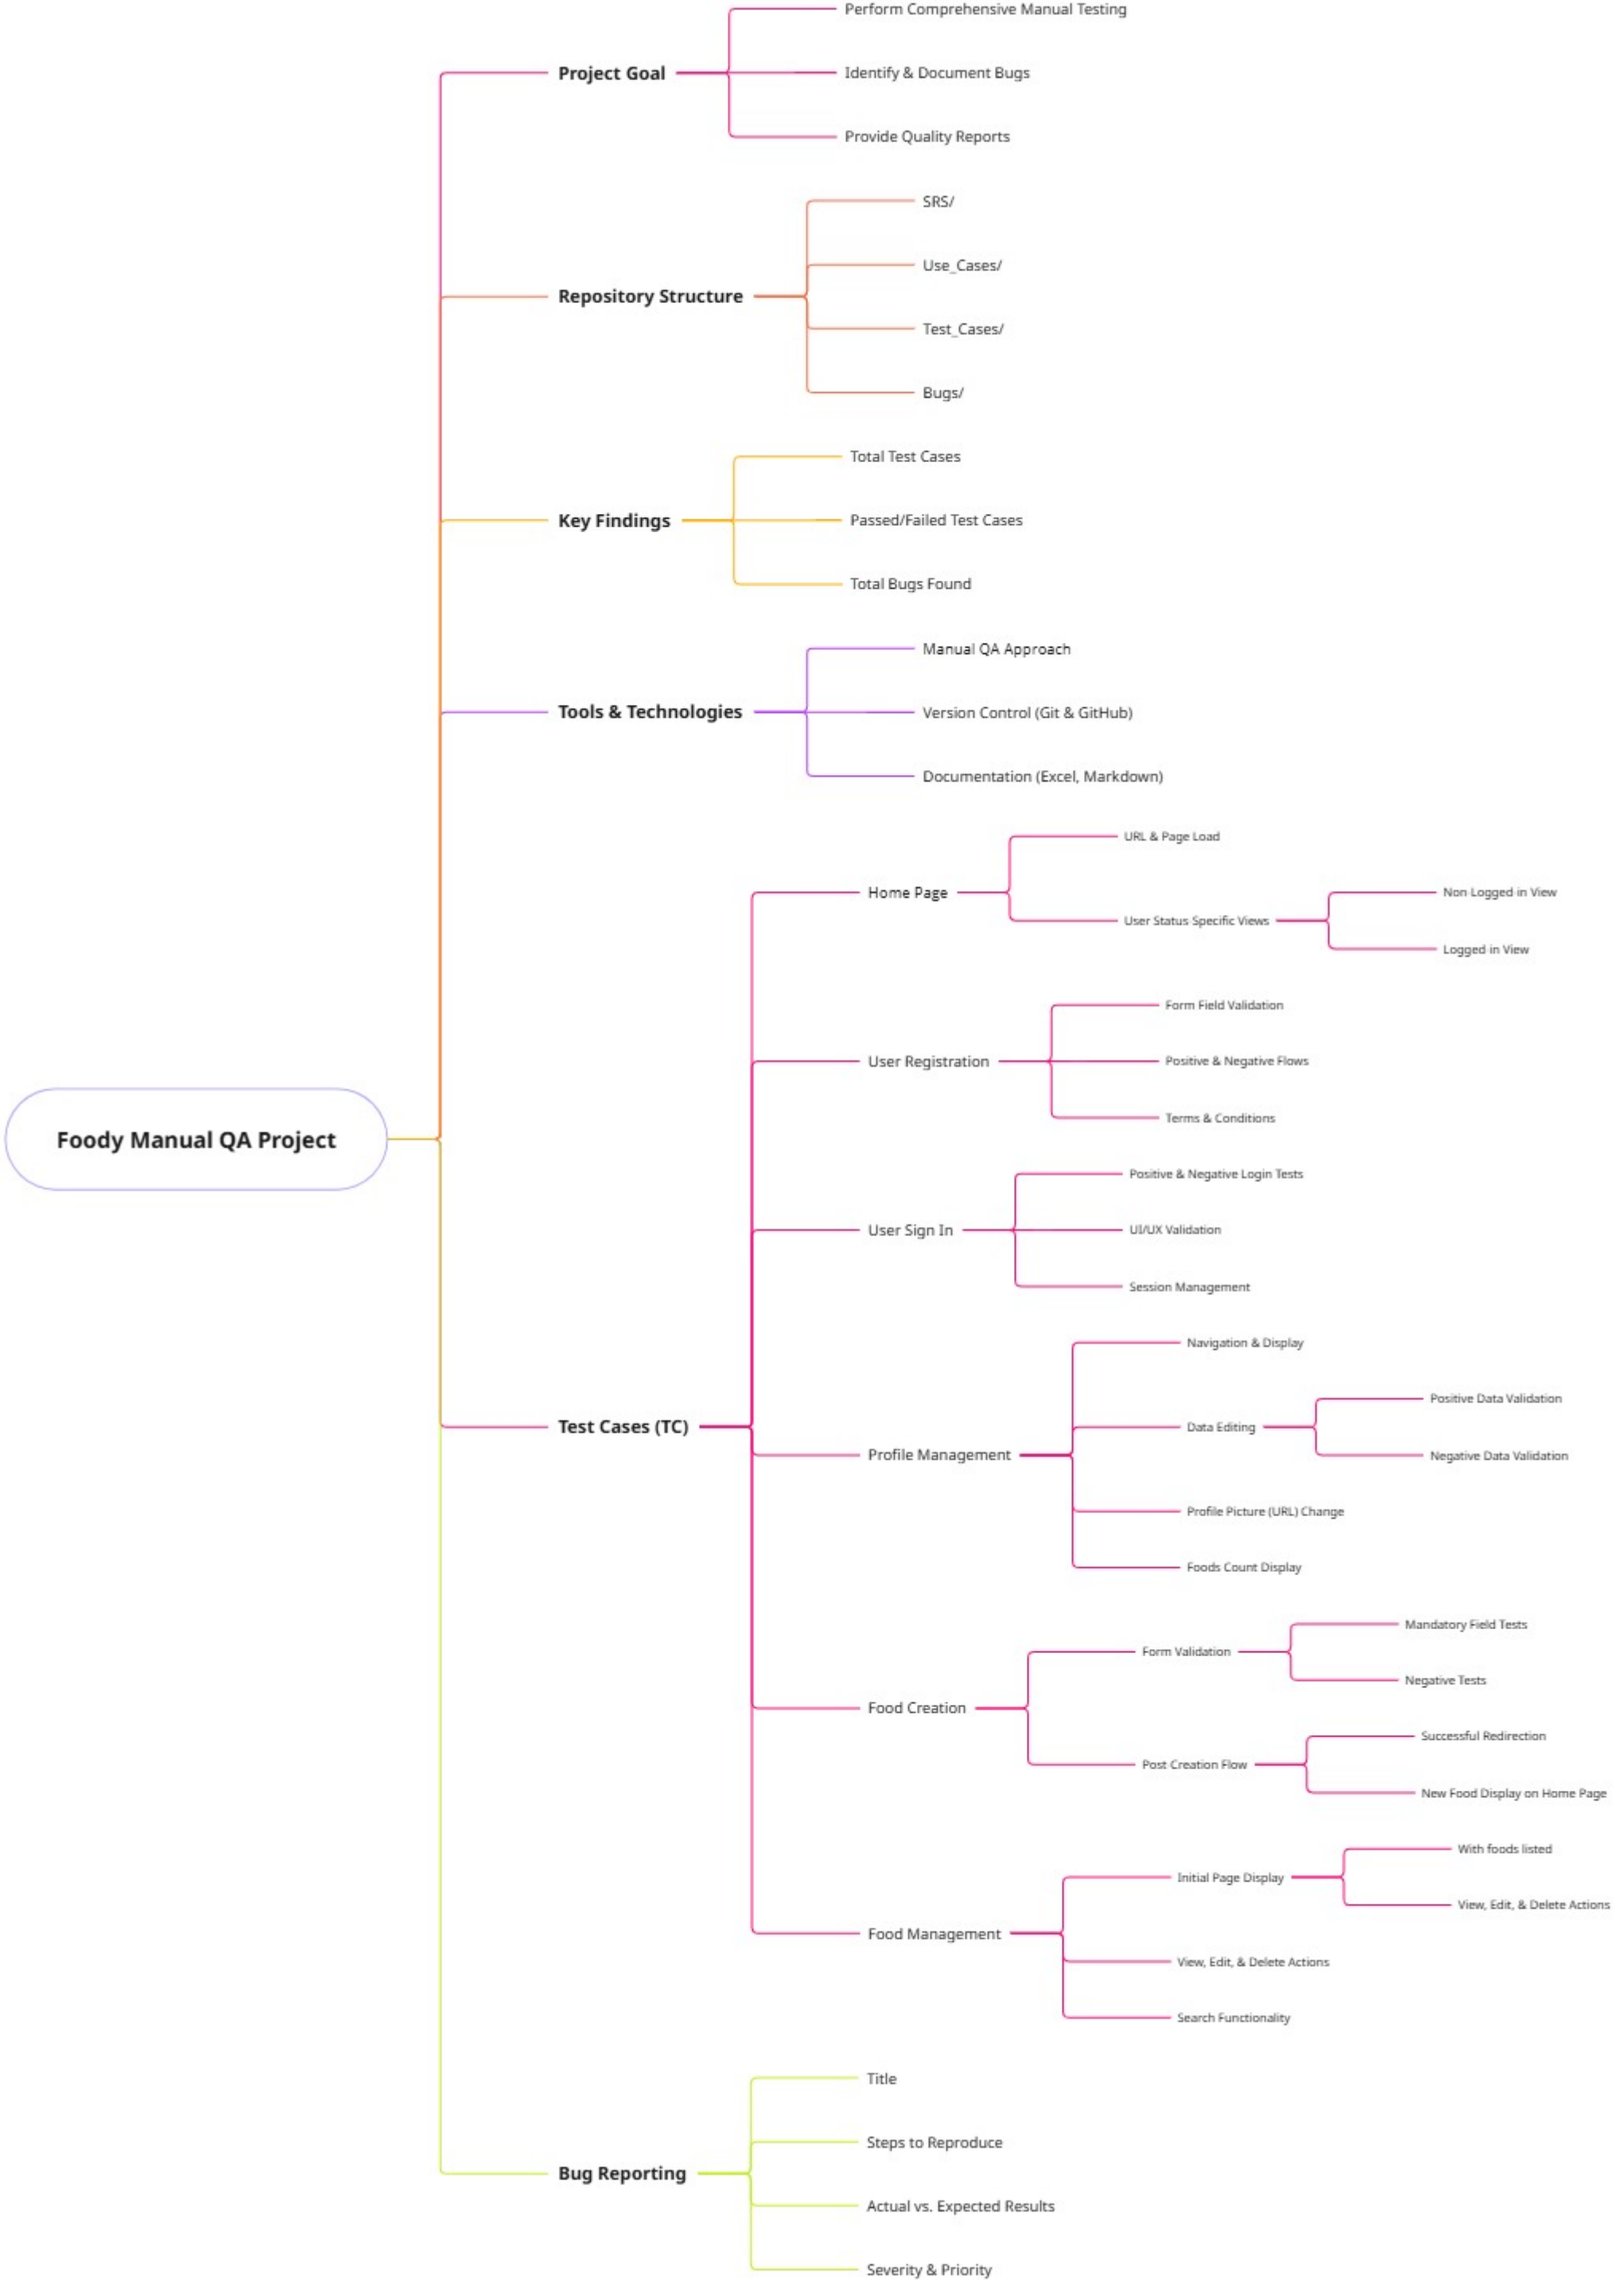 Perform Comprehensive Manual Testing
Project Goal
Identify & Document Bugs
Provide Quality Reports
SRS/
Use_Cases/
Repository Structure
Test_Cases/
Bugs/
Total Test Cases
Key Findings
Passed/Failed Test Cases
Total Bugs Found
Manual QA Approach
Tools & Technologies
Version Control (Git & GitHub)
Documentation (Excel, Markdown)
URL & Page Load
Home Page
Non Logged in View
User Status Specific Views
Logged in View
Form Field Validation
User Registration
Positive & Negative Flows
Terms & Conditions
Foody Manual QA Project
Positive & Negative Login Tests
User Sign In
UI/UX Validation
Session Management
Navigation & Display
Positive Data Validation
Test Cases (TC)
Data Editing
Profile Management
Negative Data Validation
Profile Picture (URL) Change
Foods Count Display
Mandatory Field Tests
Form Validation
Negative Tests
Food Creation
Successful Redirection
Post Creation Flow
New Food Display on Home Page
With foods listed
Initial Page Display
View, Edit, & Delete Actions
Food Management
View, Edit, & Delete Actions
Search Functionality
Title
Steps to Reproduce
Bug Reporting
Actual vs. Expected Results
Severity & Priority